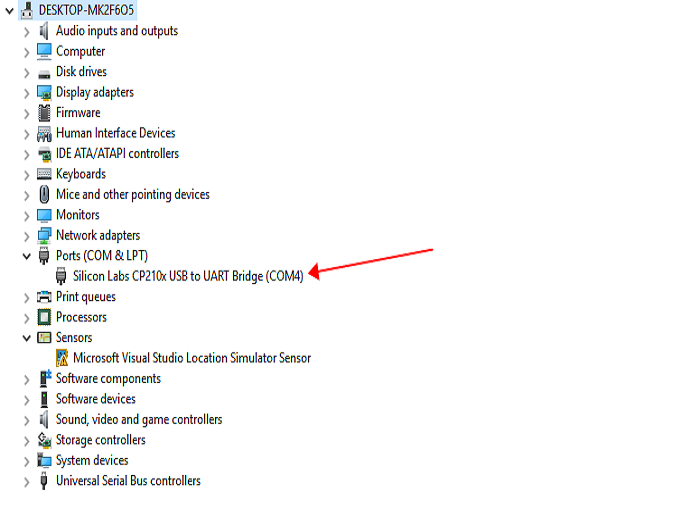 DESKTOP-MK2F6O5
Audio inputs and outputs
Computer
Disk drives
Display adapters
Firmware
Human Interface Devices
IDE ATA/ATAPI controllers
Keyboards
Mice and other pointing devices
Monitors
Network adapters
Ports (COM & LPT)
Silicon Labs CP210x USB to UART Bridge (COM4)
Print queues
Processors
Sensors
Microsoft Visual Studio Location Simulator Sensor
Software components
Software devices
Sound, video and game controllers
Storage controllers
System devices
Universal Serial Bus controllers